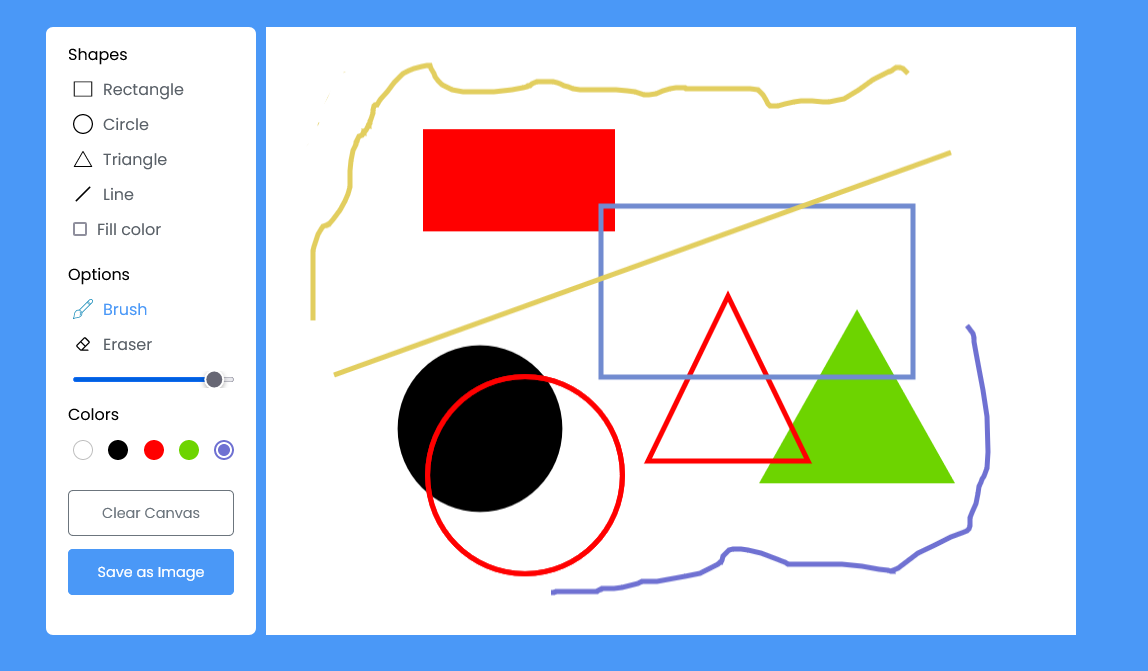 Shapes
Rectangle
Circle
Triangle
Line
Fill color
Options
Brush
Eraser
Colors
Clear Canvas
Save as Image